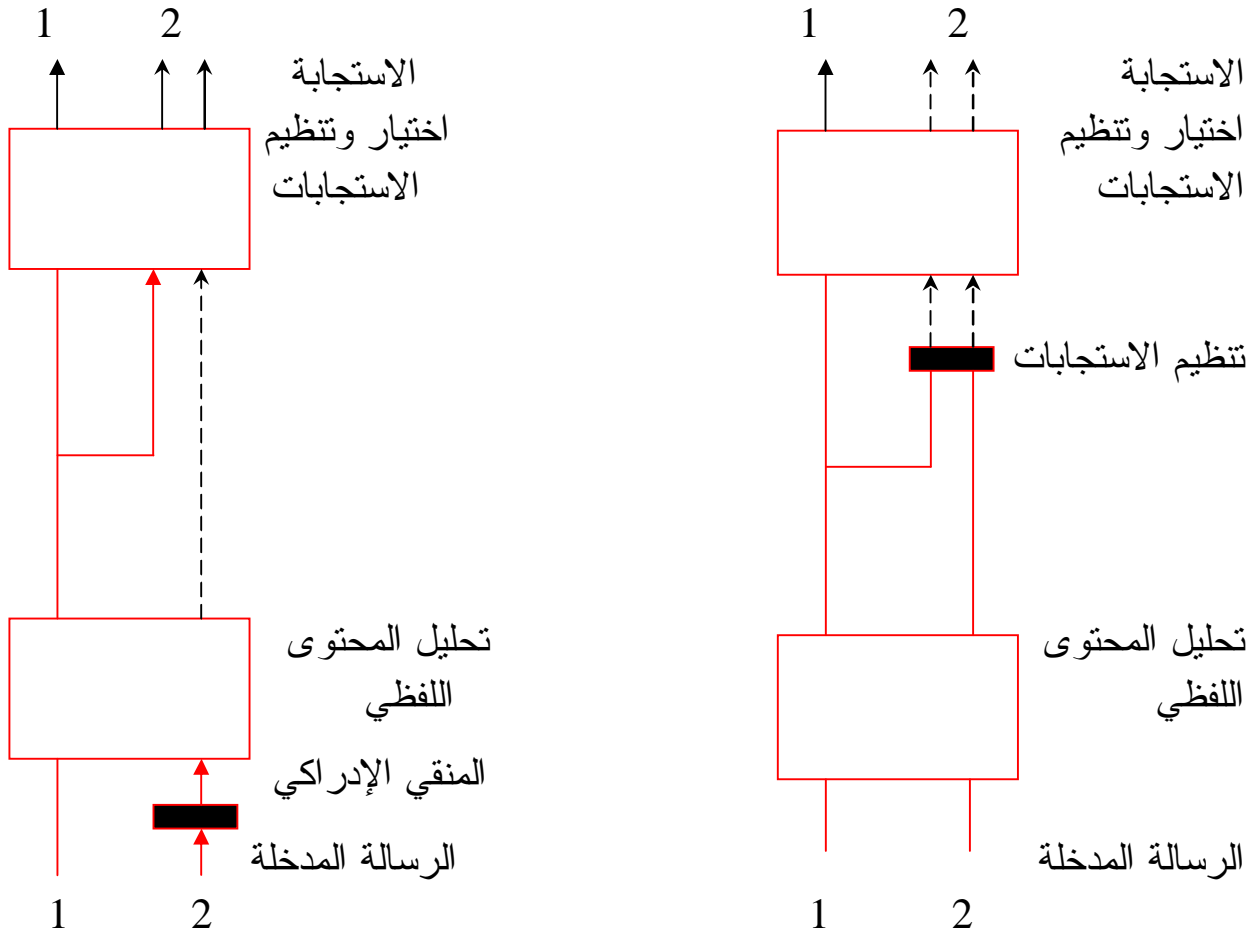 1 2
الاستجابة
اختيار وتنظيم
الاستجابات
تحليل المحتوى
اللفظي
المنقي الإدراكي
الرسالة المدخلة
1 2
1 2
الاستجابة
اختيار وتنظيم
الاستجابات
تنظيم الاستجابات
تحليل المحتوى
اللفظي
الرسالة المدخلة
1 2